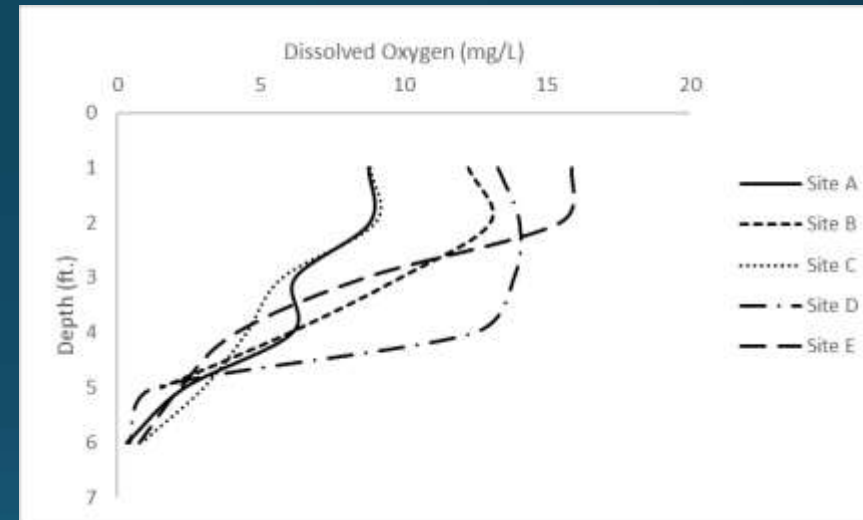 Dissolved Oxygen (mg/L)
0 5 10 15 20
0
1
2
3
4
5
6
7
Depth (ft.)
Site A
Site B
Site C
Site D
Site E